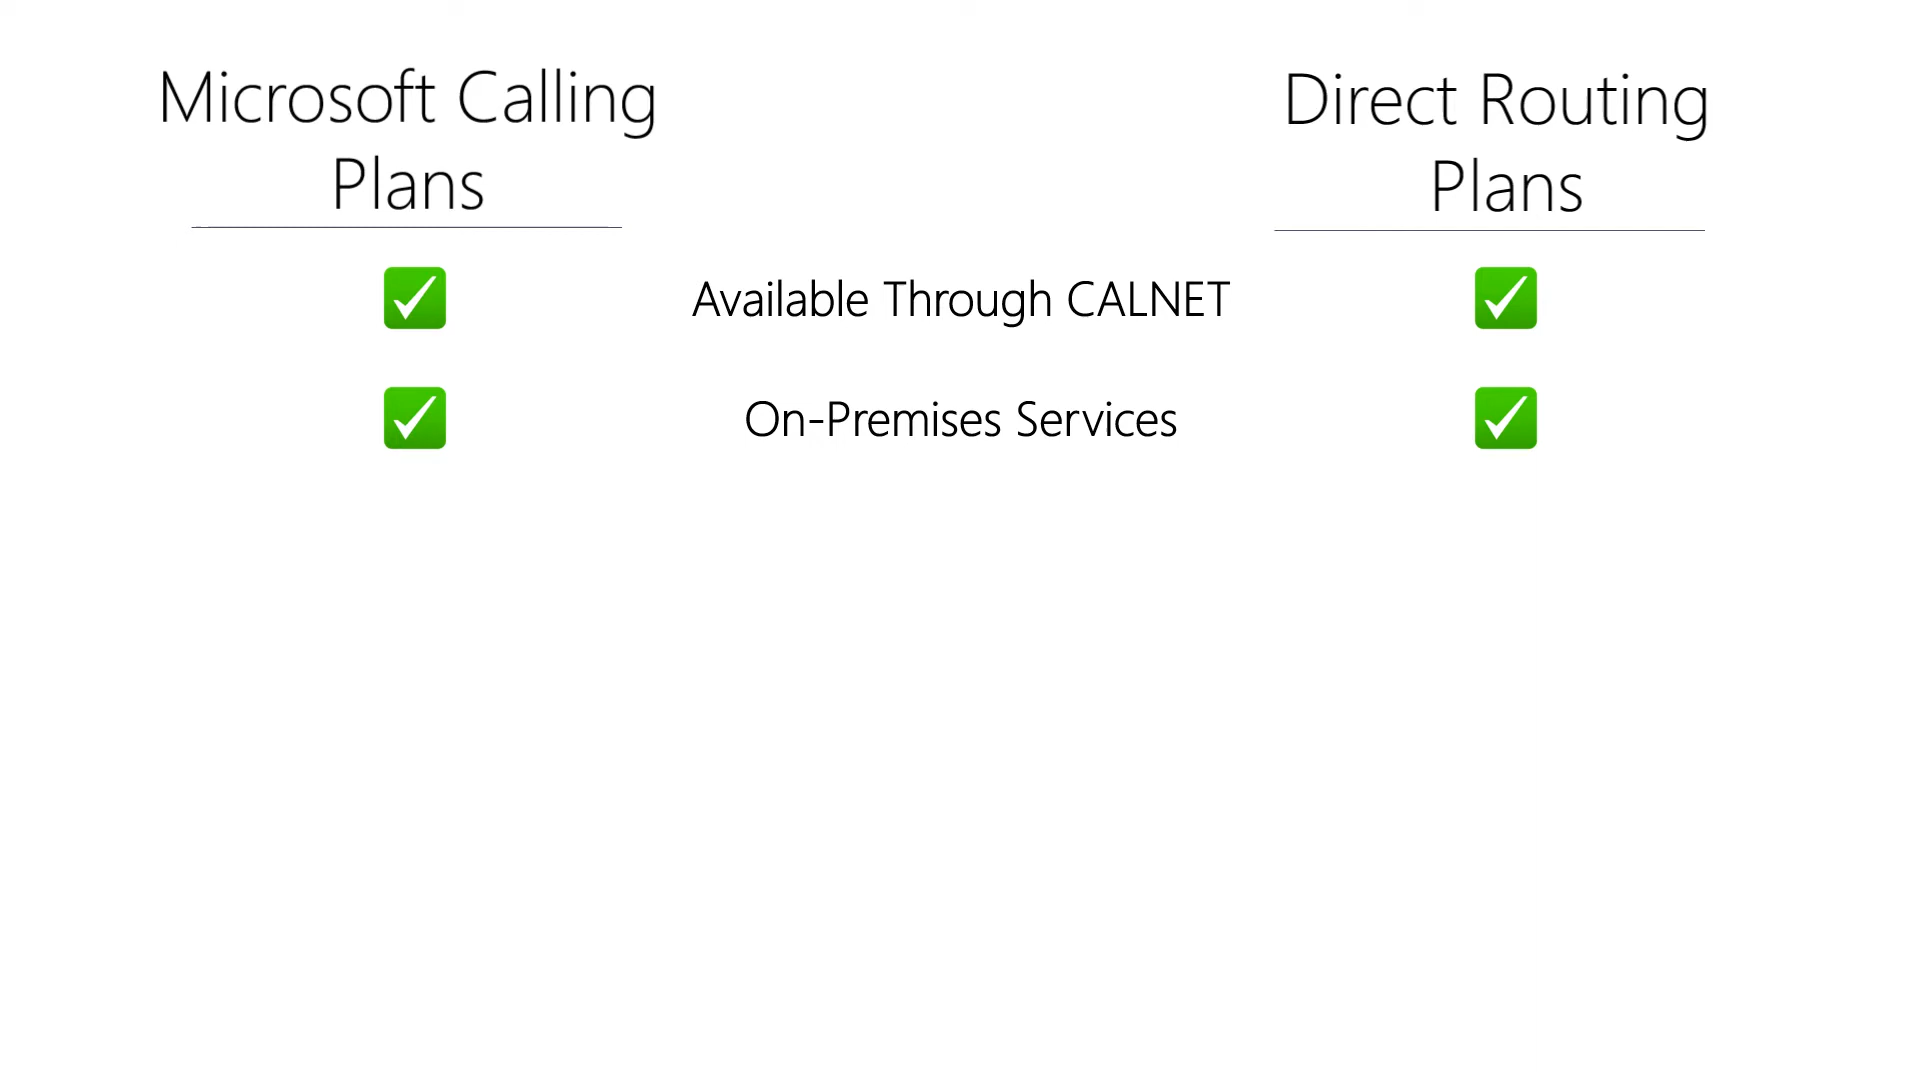 Microsoft Calling
Plans
Direct Routing
Plans
Available Through CALNET
On-Premises Services